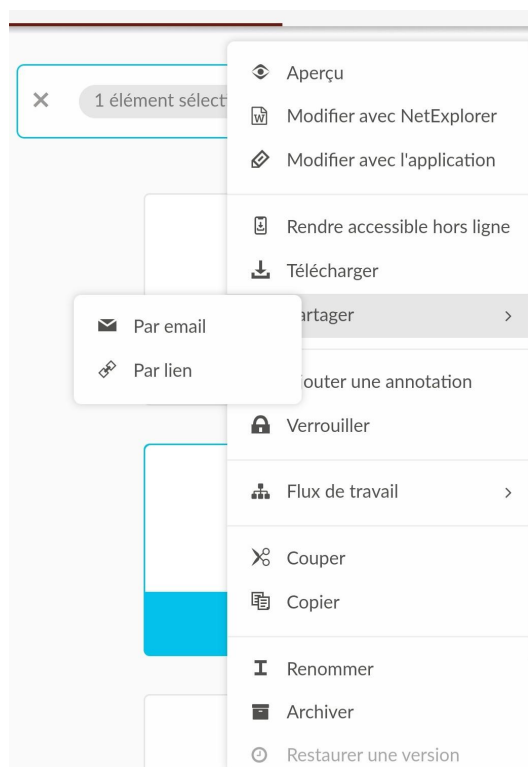 1 élément sélect
Aperçu
Modifier avec NetExplorer
Modifier avec l'application
Rendre accessible hors ligne
Télécharger
artager
Par email
Par lien
jouter une annotation
Verrouiller
Flux de travail
Couper
Copier
Renommer
Archiver
Restaurer une version